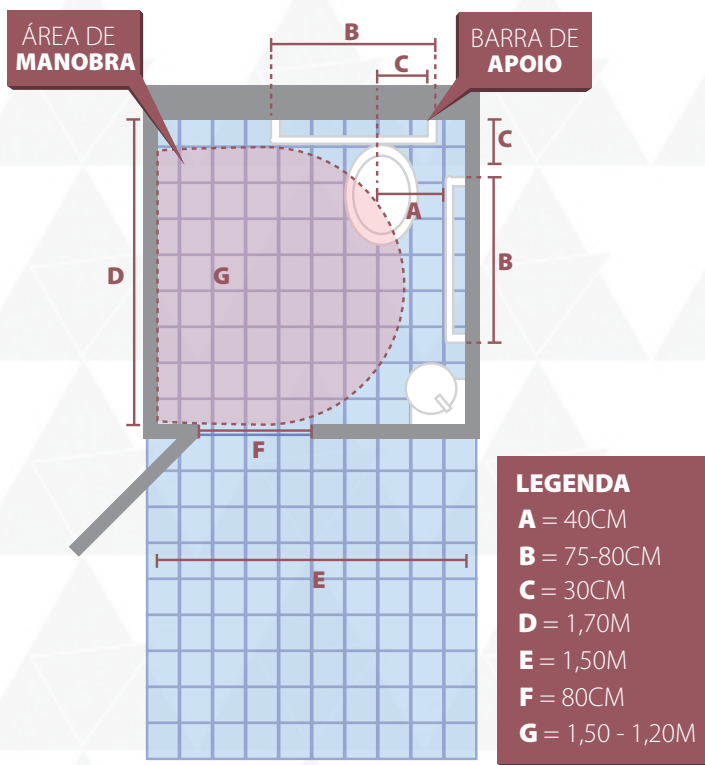 ÁREA DE
MANOBRA
B
C
BARRA DE
APOIO
C
A
B
D
G
F
E
LEGENDA
A = 40CM
B = 75-80CM
C = 30CM
D = 1,70M
E = 1,50M
F = 80CM
G = 1,50 - 1,20M